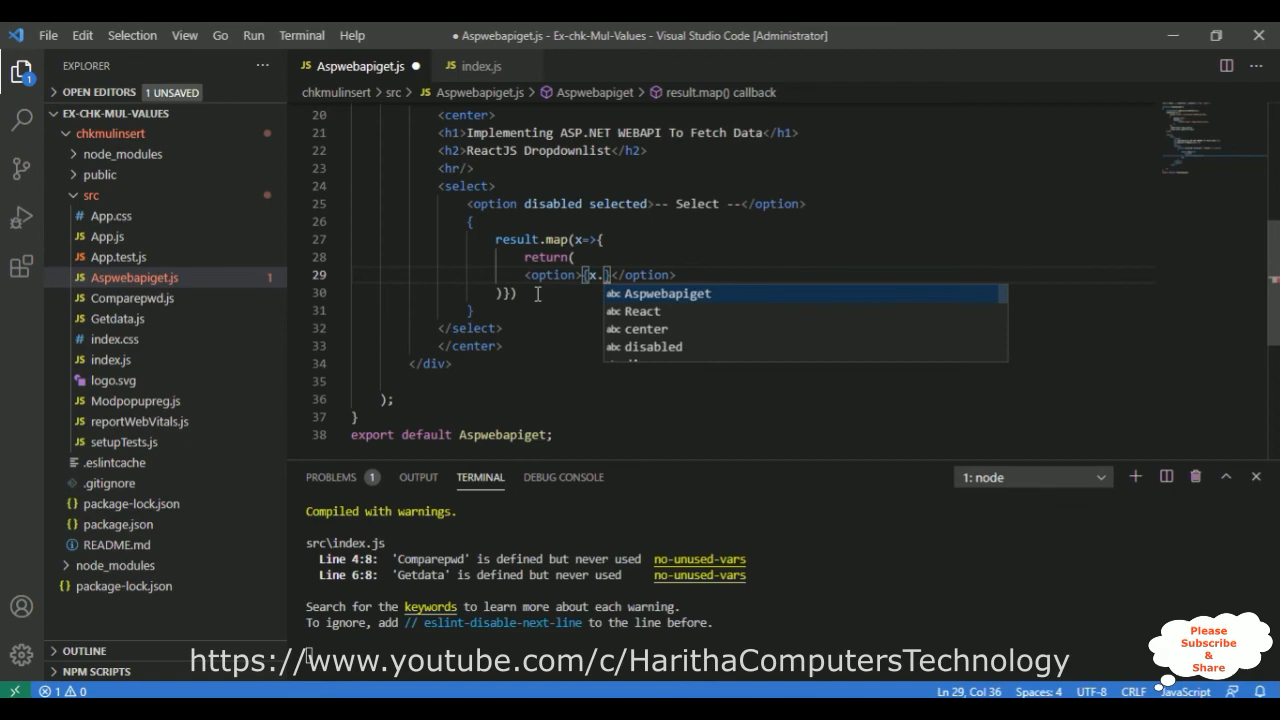 File Edit Selection View Go Run Terminal Help
● Aspwebapiget.js - Ex-chk-Mul-Values - Visual Studio Code [Administrator]
EXPLORER
OPEN EDITORS 1 UNSAVED
EX-CHK-MUL-VALUES
chkmulinsert
node_modules
public
src
App.css
App.js
App.test.js
Aspwebapiget.js 1
Comparepwd.js
Getdata.js
index.css
index.js
logo.svg
Modpopupreg.js
reportWebVitals.js
setupTests.js
.eslintcache
.gitignore
package-lock.json
package.json
README.md
node_modules
package-lock.json
OUTLINE
NPM SCRIPTS
JS Aspwebapiget.js ● JS index.js
chkmulinsert > src > JS Aspwebapiget.js > Aspwebapiget > result.map() callback
20 <center>
21 <h1>Implementing ASP.NET WEBAPI To Fetch Data</h1>
22 <h2>ReactJS Dropdownlist</h2>
23 <hr/>
24 <select>
25 <option disabled selected>-- Select --</option>
26 {
27 result.map(x=>{
28 return(
29 <option>{x.}</option>
30 )})
31 }
32 </select>
33 </center>
34 </div>
35
36 );
37 }
38 export default Aspwebapiget;
abc Aspwebapiget
abc React
abc center
abc disabled
PROBLEMS 1 OUTPUT TERMINAL DEBUG CONSOLE 1: node
Compiled with warnings.
src\index.js
Line 4:8: 'Comparepwd' is defined but never used no-unused-vars
Line 6:8: 'Getdata' is defined but never used no-unused-vars
Search for the keywords to learn more about each warning.
To ignore, add // eslint-disable-next-line to the line before.
https://www.youtube.com/c/HarithaComputersTechnology
Please
Subscribe
&
Share
1 0 Ln 29, Col 36 Spaces: 4 UTF-8 CRLF JavaScript